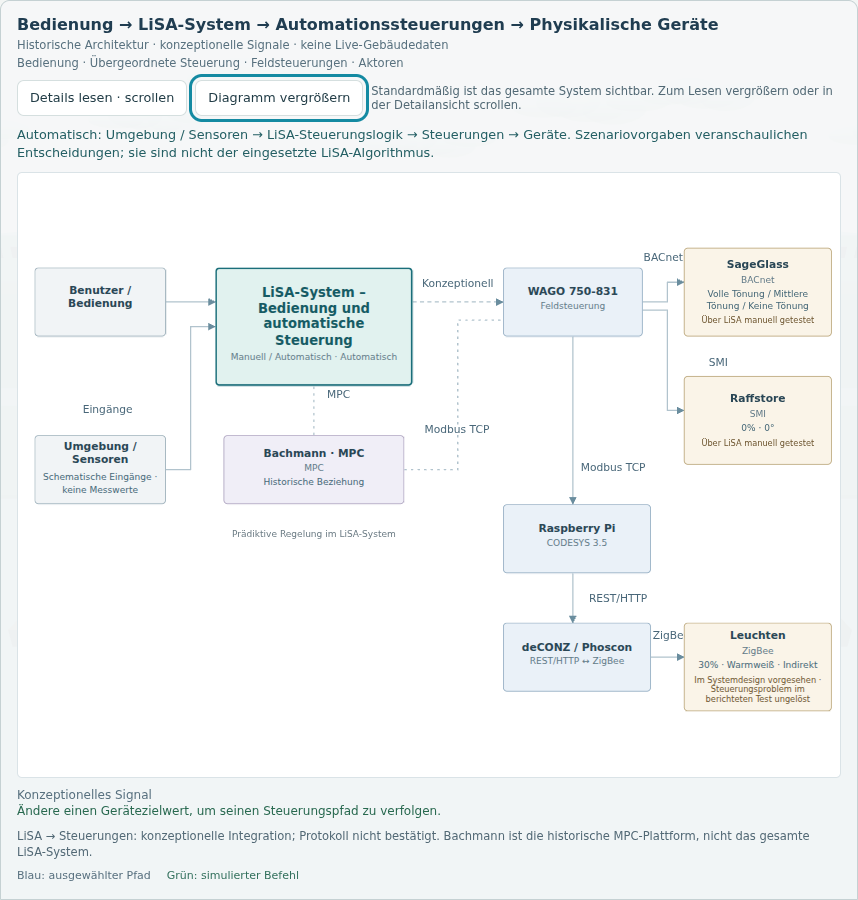 Bedienung → LiSA-System → Automationssteuerungen → Physikalische Geräte
Historische Architektur · konzeptionelle Signale · keine Live-Gebäudedaten
Bedienung · Übergeordnete Steuerung · Feldsteuerungen · Aktoren
Details lesen · scrollen
Diagramm vergrößern
Standardmäßig ist das gesamte System sichtbar. Zum Lesen vergrößern oder in
der Detailansicht scrollen.
Automatisch: Umgebung / Sensoren → LiSA-Steuerungslogik → Steuerungen → Geräte. Szenariovorgaben veranschaulichen
Entscheidungen; sie sind nicht der eingesetzte LiSA-Algorithmus.
Benutzer /
Bedienung
LiSA-System –
Bedienung und
automatische
Steuerung
Manuell / Automatisch · Automatisch
Konzeptionell
WAGO 750-831
Feldsteuerung
BACnet
SageGlass
BACnet
Volle Tönung / Mittlere
Tönung / Keine Tönung
Über LiSA manuell getestet
SMI
Raffstore
SMI
0% · 0°
Über LiSA manuell getestet
Eingänge
MPC
Modbus TCP
Umgebung /
Sensoren
Schematische Eingänge ·
keine Messwerte
Bachmann · MPC
MPC
Historische Beziehung
Prädiktive Regelung im LiSA-System
Modbus TCP
Raspberry Pi
CODESYS 3.5
REST/HTTP
deCONZ / Phoscon
REST/HTTP ↔ ZigBee
ZigBe
Leuchten
ZigBee
30% · Warmweiß · Indirekt
Im Systemdesign vorgesehen ·
Steuerungsproblem im
berichteten Test ungelöst
Konzeptionelles Signal
Ändere einen Gerätezielwert, um seinen Steuerungspfad zu verfolgen.
LiSA → Steuerungen: konzeptionelle Integration; Protokoll nicht bestätigt. Bachmann ist die historische MPC-Plattform, nicht das gesamte
LiSA-System.
Blau: ausgewählter Pfad
Grün: simulierter Befehl